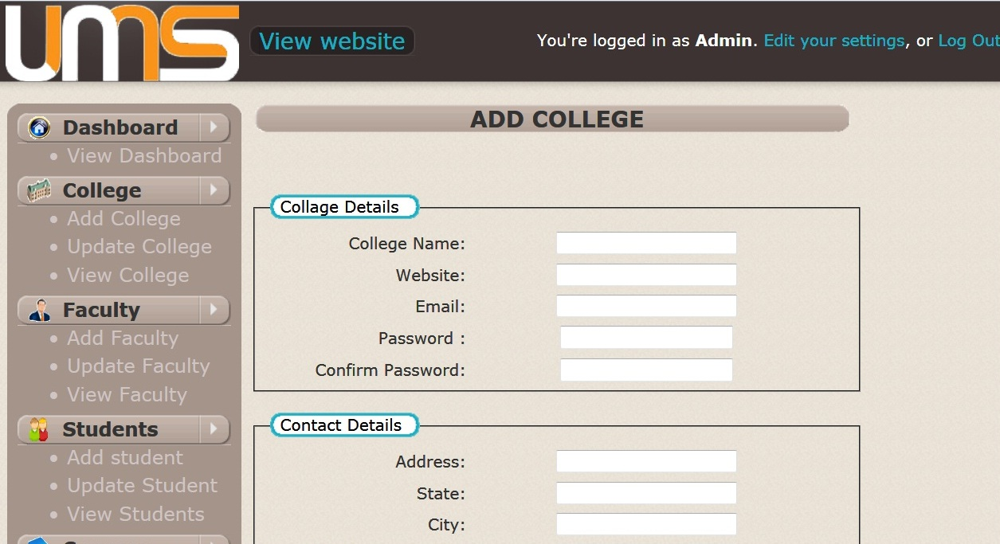 UMS
View website
You're logged in as Admin. Edit your settings, or Log Out
Dashboard
View Dashboard
College
Add College
Update College
View College
Faculty
Add Faculty
Update Faculty
View Faculty
Students
Add student
Update Student
View Students
ADD COLLEGE
Collage Details
College Name:
Website:
Email:
Password :
Confirm Password:
Contact Details
Address:
State:
City: